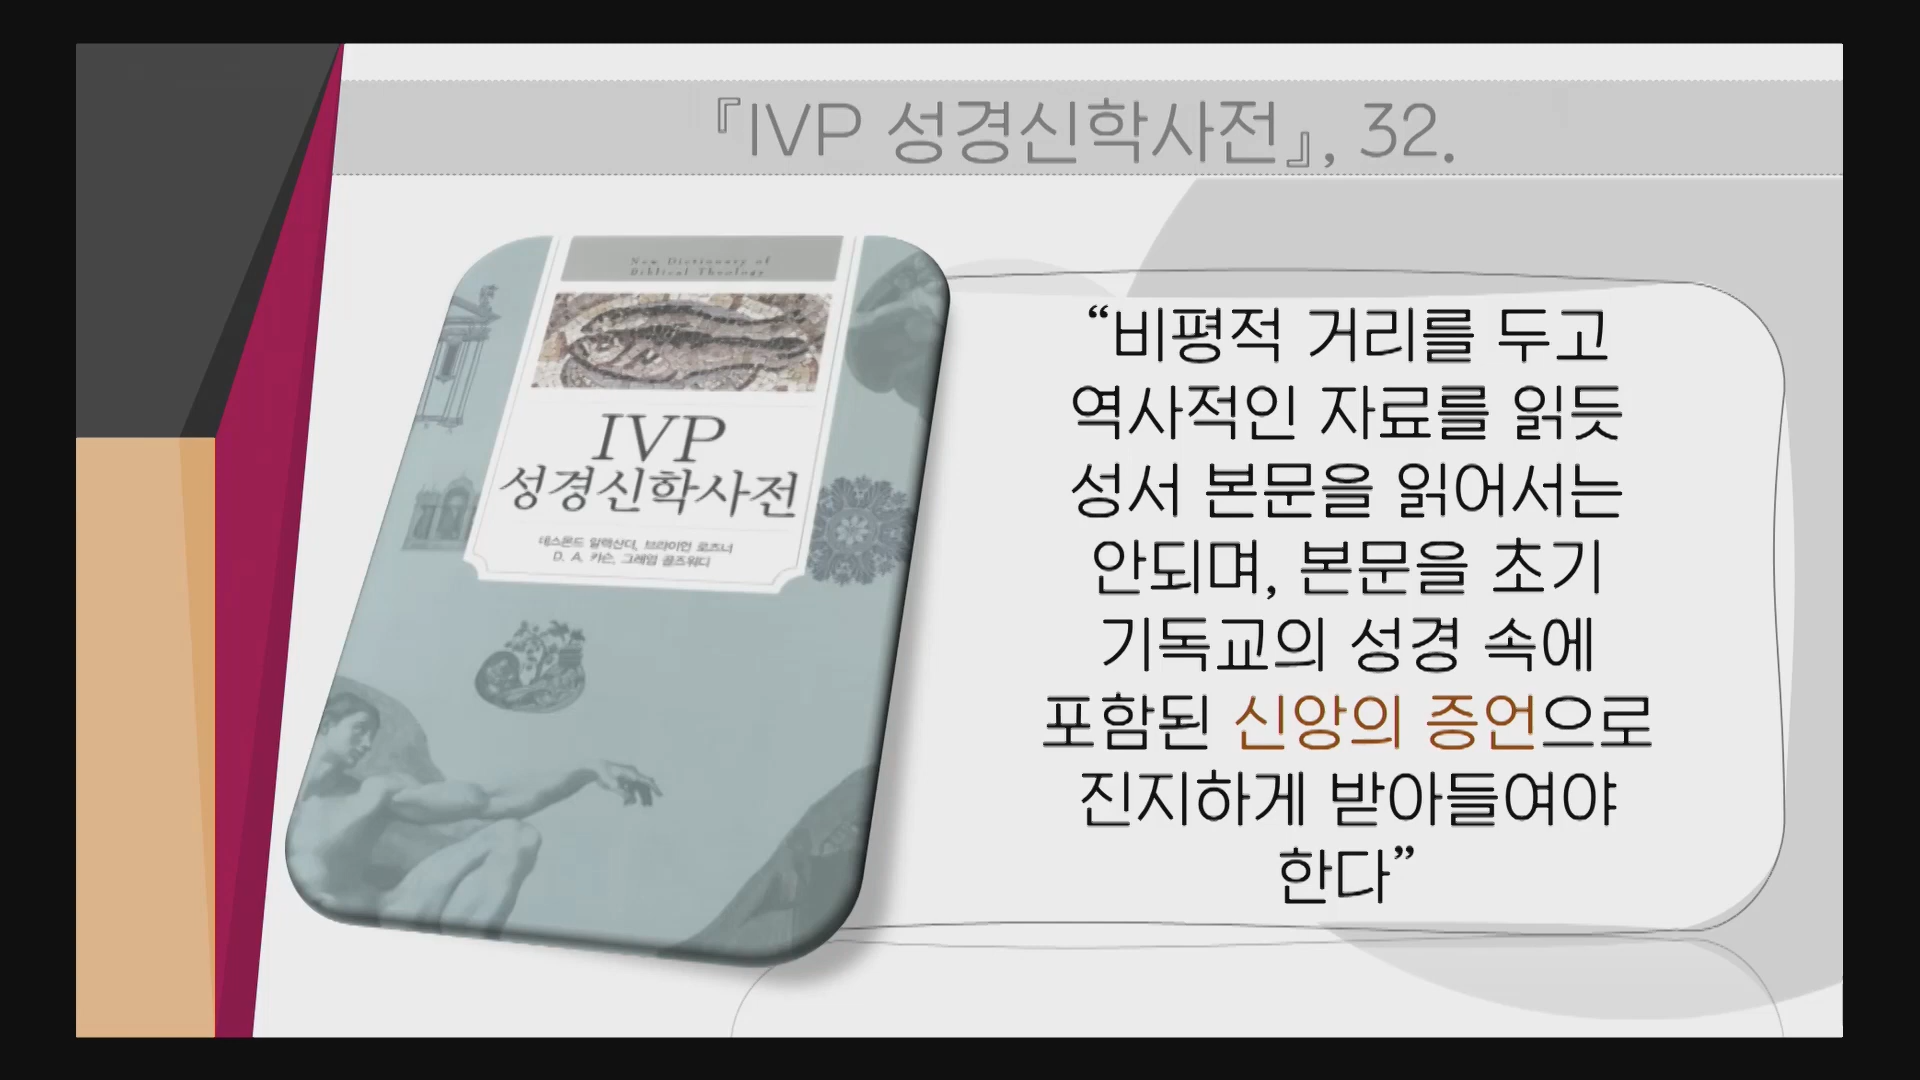 『IVP 성경신학사전』, 32.
New Dictionary of
Biblical Theology
IVP
성경신학사전
데스몬드 알렉산더, 브라이언 로즈너
D. A. 카슨, 그레엄 골즈워디
“비평적 거리를 두고
역사적인 자료를 읽듯
성서 본문을 읽어서는
안되며, 본문을 초기
기독교의 성경 속에
포함된 신앙의 증언으로
진지하게 받아들여야
한다”